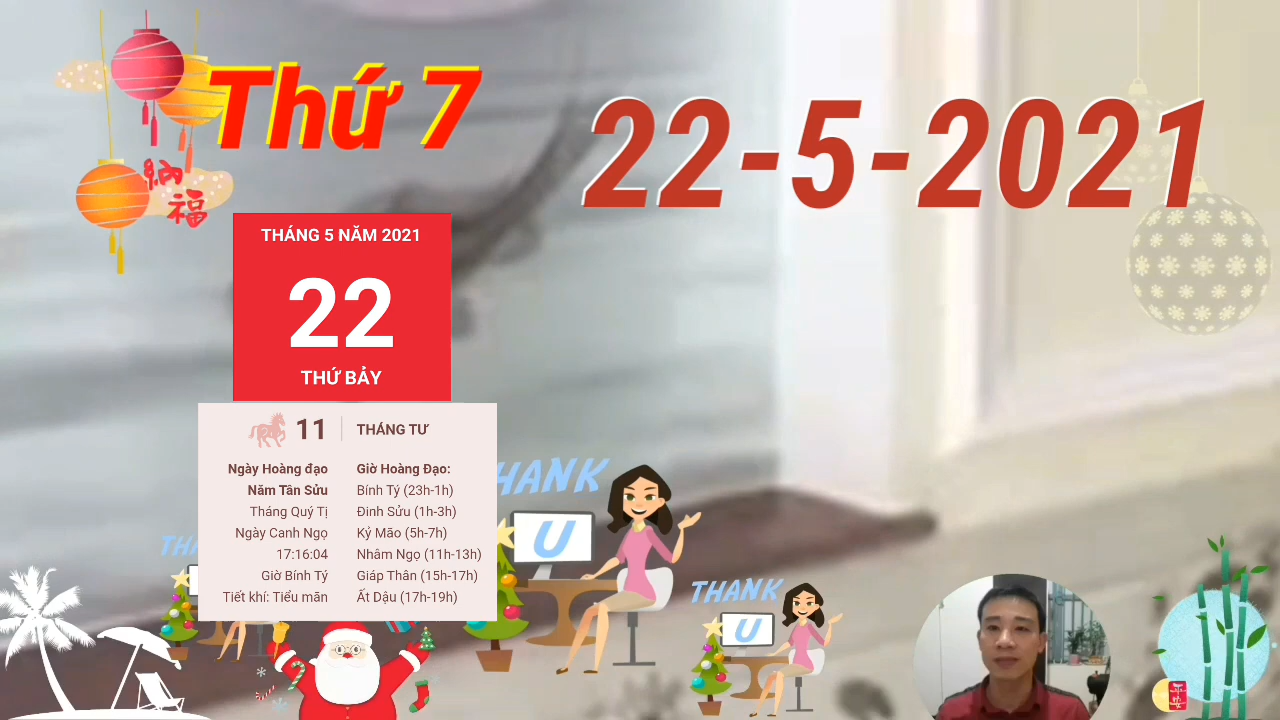 Thứ 7
22-5-2021
納
福
THÁNG 5 NĂM 2021
22
THỨ BẢY
11
THÁNG TƯ
Ngày Hoàng đạo
Năm Tân Sửu
Tháng Quý Tị
Ngày Canh Ngọ
17:16:04
Giờ Bính Tý
Tiết khí: Tiểu mãn
Giờ Hoàng Đạo:
Bính Tý (23h-1h)
Đinh Sửu (1h-3h)
Kỷ Mão (5h-7h)
Nhâm Ngọ (11h-13h)
Giáp Thân (15h-17h)
Ất Dậu (17h-19h)
THANK
U
THANK
U